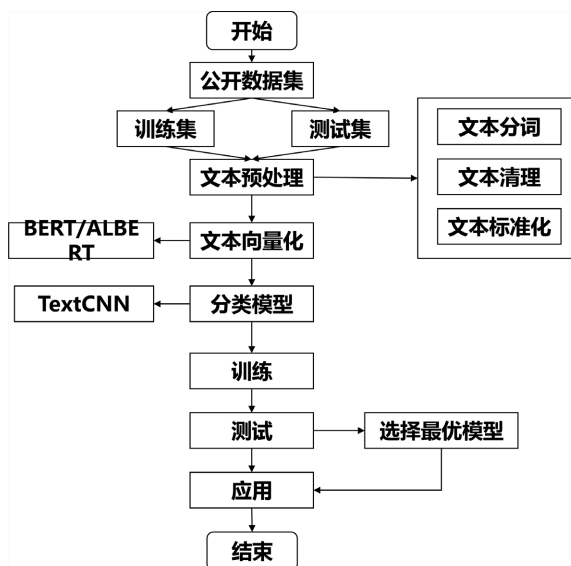 开始
公开数据集
训练集
测试集
文本分词
文本预处理
文本清理
文本标准化
BERT/ALBE
RT
文本向量化
TextCNN
分类模型
训练
测试
选择最优模型
应用
结束